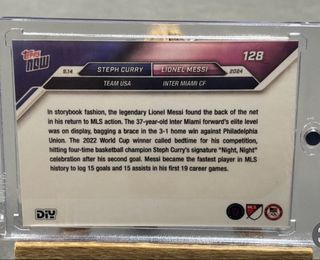 topps
now
128
STEPH CURRY
LIONEL MESSI
9.14
2024
TEAM USA
INTER MIAMI CF
In storybook fashion, the legendary Lionel Messi found the back of the net
in his return to MLS action. The 37-year-old Inter Miami forward's elite level
was on display, bagging a brace in the 3-1 home win against Philadelphia
Union. The 2022 World Cup winner called bedtime for his competition,
hitting four-time basketball champion Steph Curry's signature "Night, Night"
celebration after his second goal. Messi became the fastest player in MLS
history to log 15 goals and 15 assists in his first 19 career games.
DIY